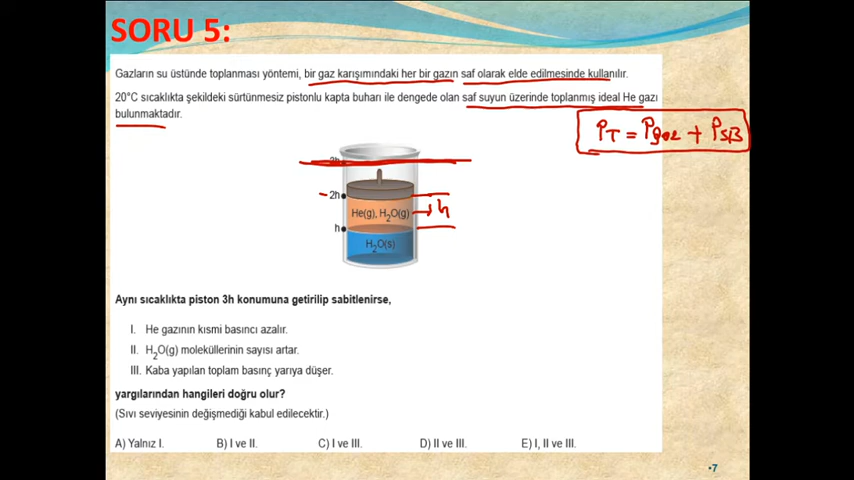 SORU 5:
Gazların su üstünde toplanması yöntemi, bir gaz karışımındaki her bir gazın saf olarak elde edilmesinde kullanılır.
20°C sıcaklıkta şekildeki sürtünmesiz pistonlu kapta buharı ile dengede olan saf suyun üzerinde toplanmış ideal He gazı
bulunmaktadır.
P_T = P_gaz + P_SB
3h
2h
He(g), H₂O(g)
h
h
H₂O(s)
Aynı sıcaklıkta piston 3h konumuna getirilip sabitlenirse,
I. He gazının kısmi basıncı azalır.
II. H₂O(g) moleküllerinin sayısı artar.
III. Kaba yapılan toplam basınç yarıya düşer.
yargılarından hangileri doğru olur?
(Sıvı seviyesinin değişmediği kabul edilecektir.)
A) Yalnız I. B) I ve II. C) I ve III. D) II ve III. E) I, II ve III.
•7